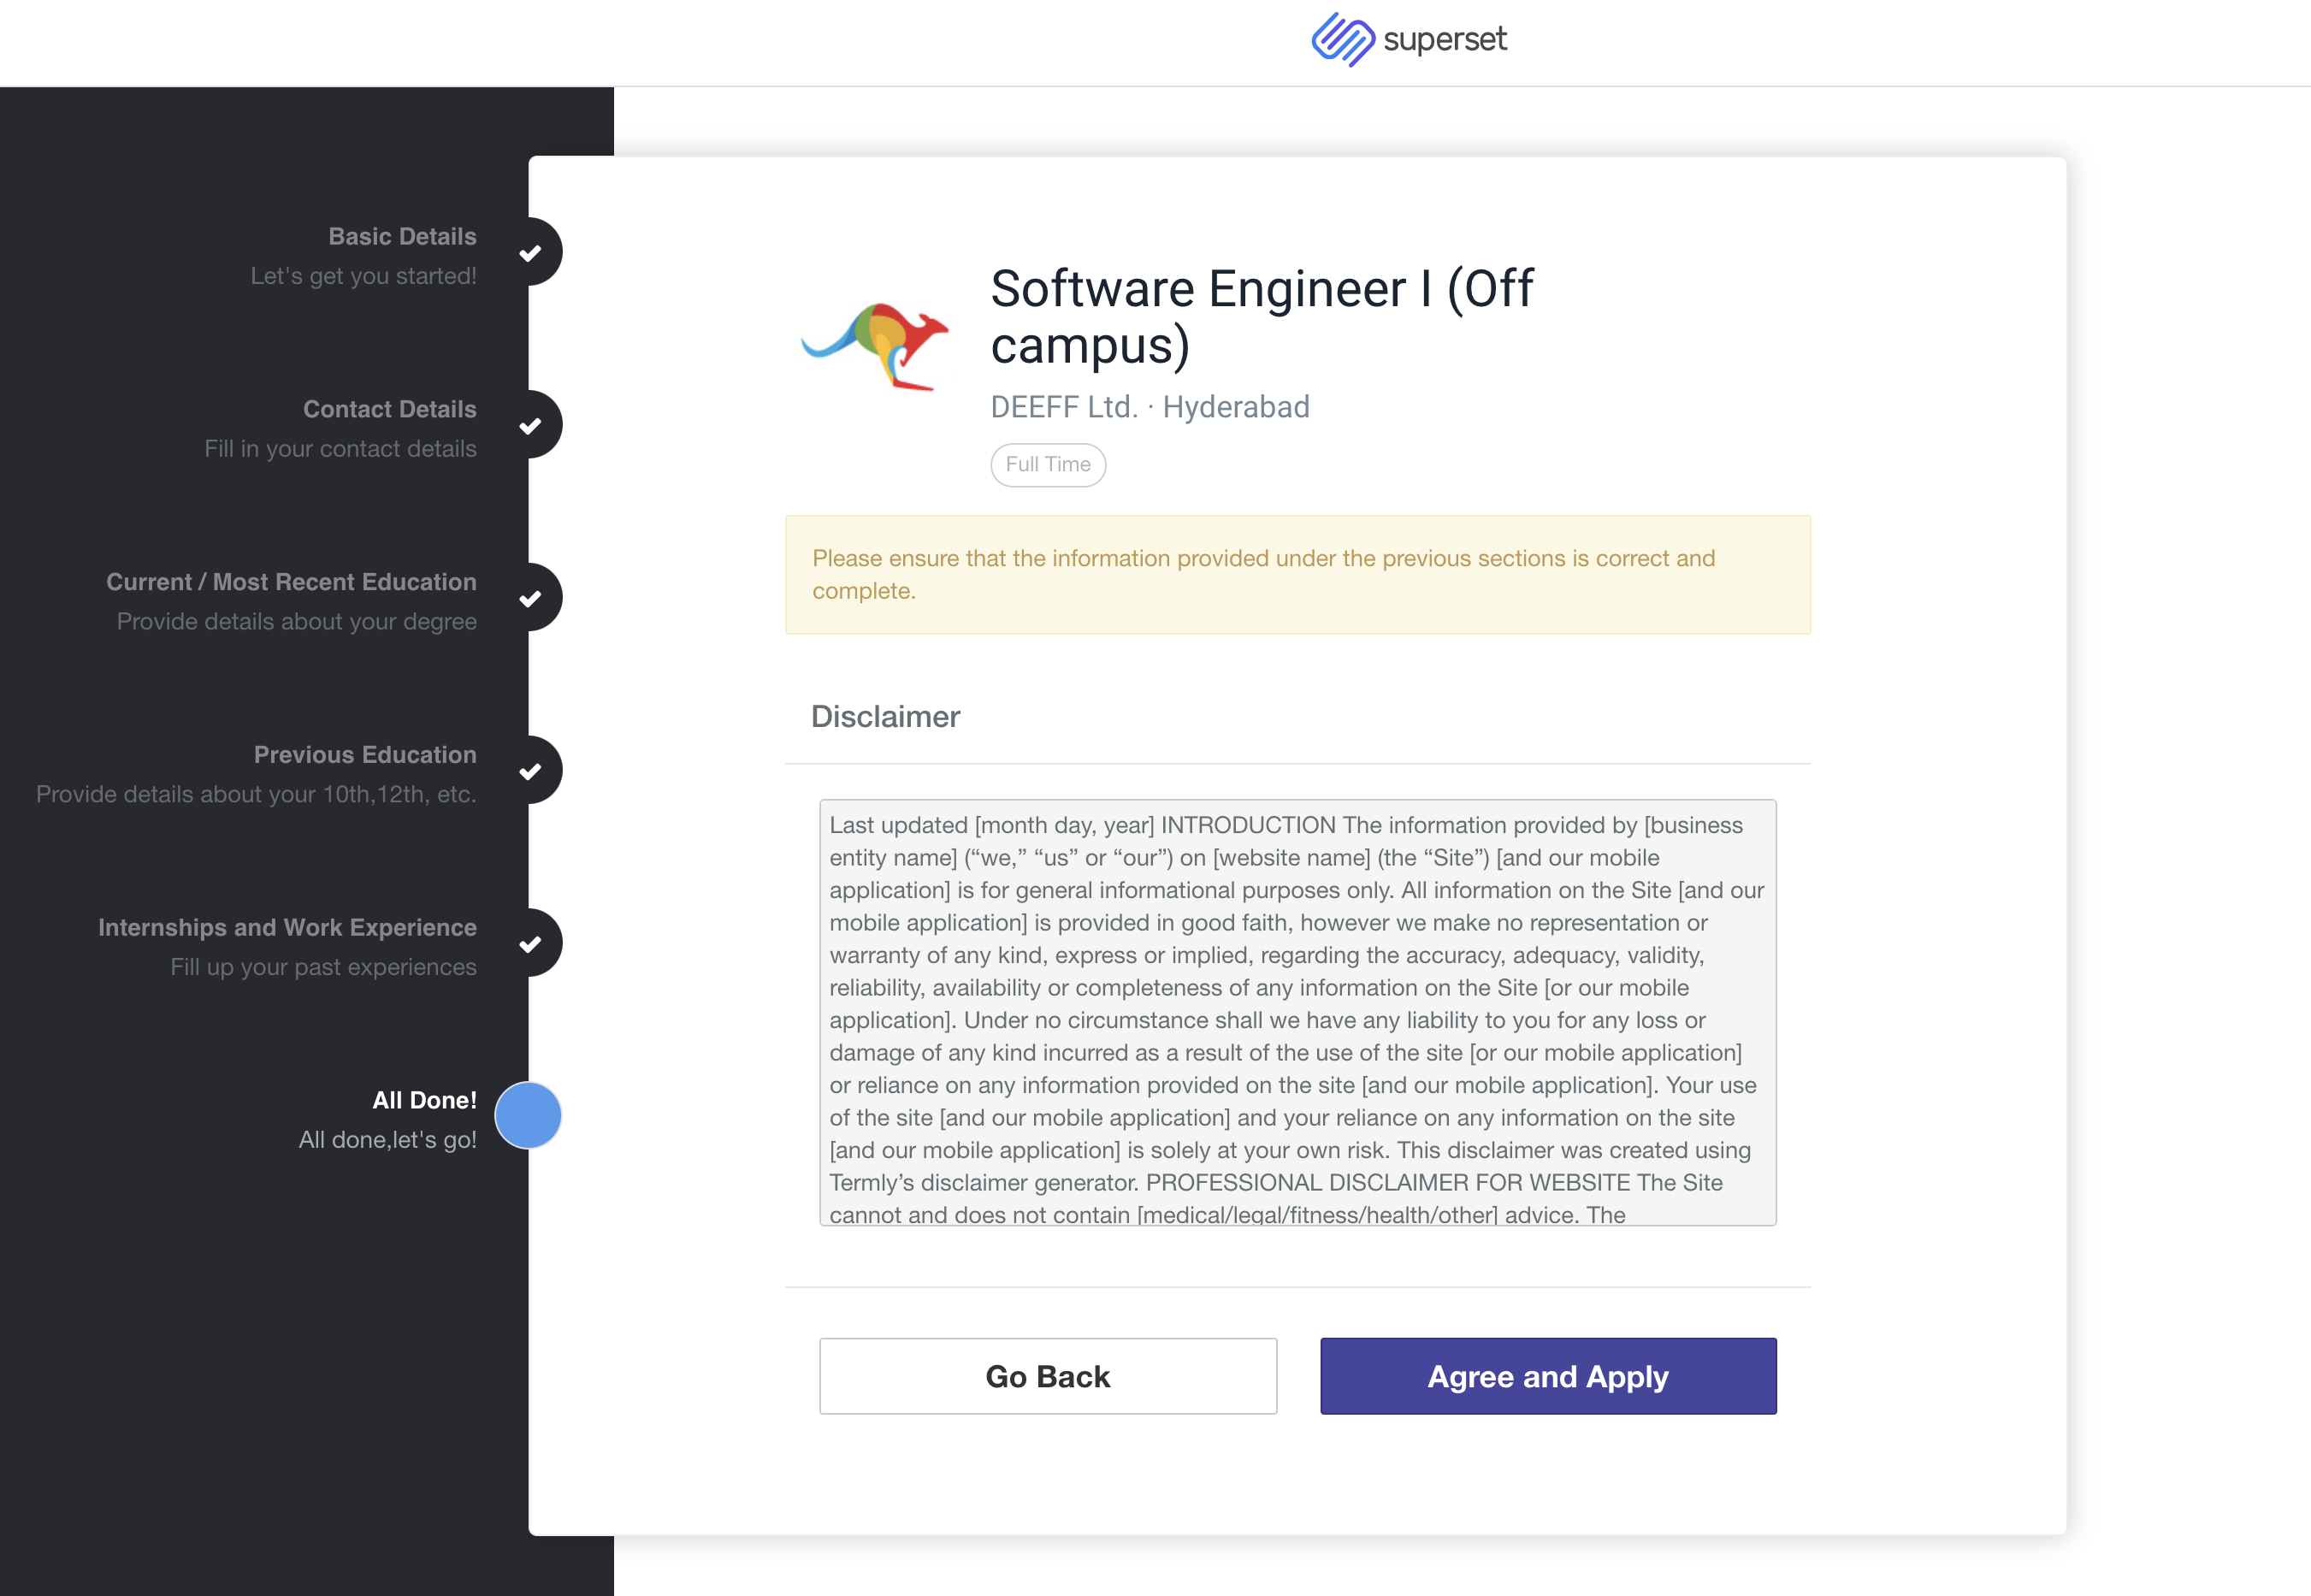 superset
Basic Details
Let's get you started!
Contact Details
Fill in your contact details
Current / Most Recent Education
Provide details about your degree
Previous Education
Provide details about your 10th,12th, etc.
Internships and Work Experience
Fill up your past experiences
All Done!
All done,let's go!
Software Engineer I (Off
campus)
DEEFF Ltd. · Hyderabad
Full Time
Please ensure that the information provided under the previous sections is correct and
complete.
Disclaimer
Last updated [month day, year] INTRODUCTION The information provided by [business
entity name] (“we,” “us” or “our”) on [website name] (the “Site”) [and our mobile
application] is for general informational purposes only. All information on the Site [and our
mobile application] is provided in good faith, however we make no representation or
warranty of any kind, express or implied, regarding the accuracy, adequacy, validity,
reliability, availability or completeness of any information on the Site [or our mobile
application]. Under no circumstance shall we have any liability to you for any loss or
damage of any kind incurred as a result of the use of the site [or our mobile application]
or reliance on any information provided on the site [and our mobile application]. Your use
of the site [and our mobile application] and your reliance on any information on the site
[and our mobile application] is solely at your own risk. This disclaimer was created using
Termly’s disclaimer generator. PROFESSIONAL DISCLAIMER FOR WEBSITE The Site
cannot and does not contain [medical/legal/fitness/health/other] advice. The
Go Back
Agree and Apply